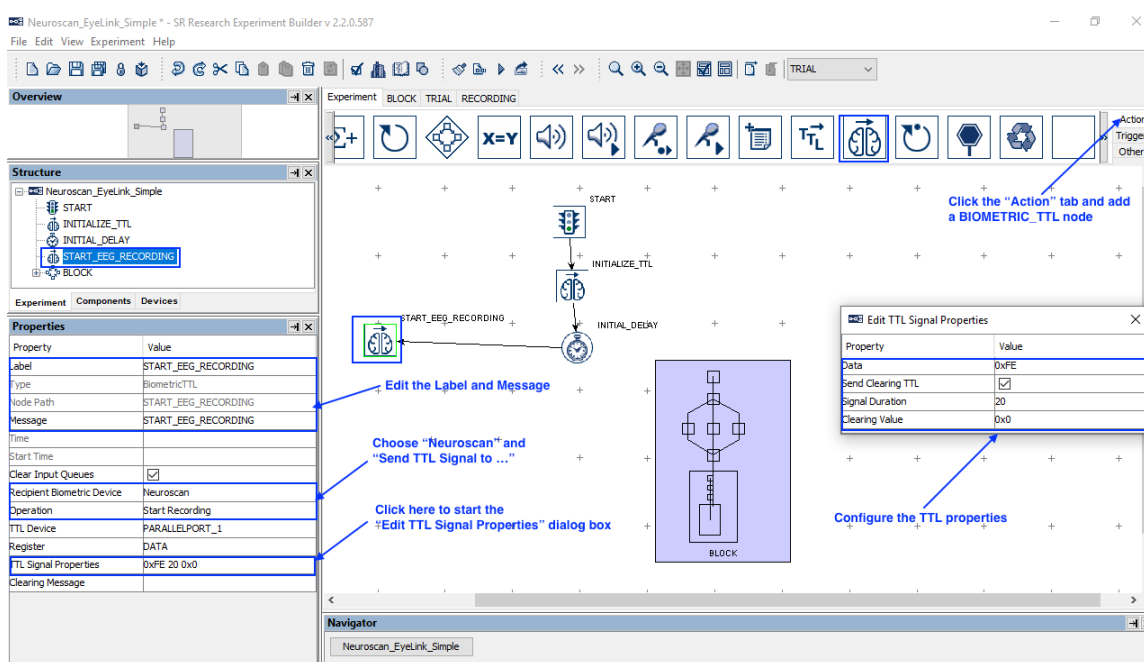 Neuroscan_EyeLink_Simple * - SR Research Experiment Builder v 2.2.0.587
File Edit View Experiment Help
TRIAL
Overview
Structure
Neuroscan_EyeLink_Simple
START
INITIALIZE_TTL
INITIAL_DELAY
START_EEG_RECORDING
BLOCK
Experiment Components Devices
Properties
Property Value
Label START_EEG_RECORDING
Type BiometricTTL
Node Path START_EEG_RECORDING
Message START_EEG_RECORDING
Time
Start Time
Clear Input Queues
Recipient Biometric Device Neuroscan
Operation Start Recording
TTL Device PARALLELPORT_1
Register DATA
TTL Signal Properties 0xFE 20 0x0
Clearing Message
Experiment BLOCK TRIAL RECORDING
Σ+
X=Y
TTL
Action
Trigger
Other
Click the “Action” tab and add
a BIOMETRIC_TTL node
START
INITIALIZE_TTL
START_EEG_RECORDING
INITIAL_DELAY
Edit the Label and Message
Choose “Neuroscan” and
“Send TTL Signal to ...”
Click here to start the
“Edit TTL Signal Properties” dialog box
BLOCK
Edit TTL Signal Properties
Property Value
Data 0xFE
Send Clearing TTL
Signal Duration 20
Clearing Value 0x0
Configure the TTL properties
Navigator
Neuroscan_EyeLink_Simple